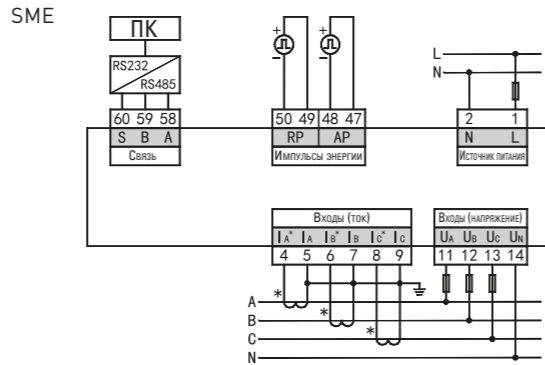 SME
ПК
RS232
RS485
60 59 58
S B A
Связь
+ +
− −
50 49 48 47
RP AP
Импульсы энергии
L
N
2 1
N L
Источник питания
Входы (ток)
IA* IA IB* IB IC* IC
4 5 6 7 8 9
Входы (напряжение)
UA UB UC UN
11 12 13 14
* * *
A
B
C
N